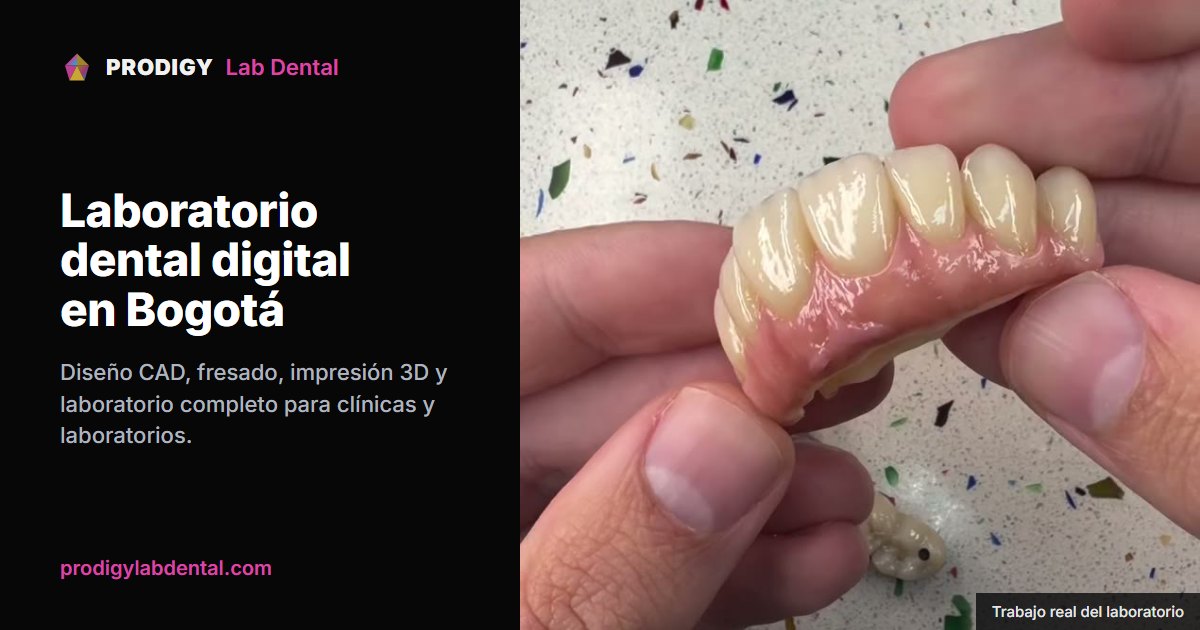 PRODIGY Lab Dental
Laboratorio
dental digital
en Bogotá
Diseño CAD, fresado, impresión 3D y
laboratorio completo para clínicas y
laboratorios.
prodigylabdental.com
Trabajo real del laboratorio